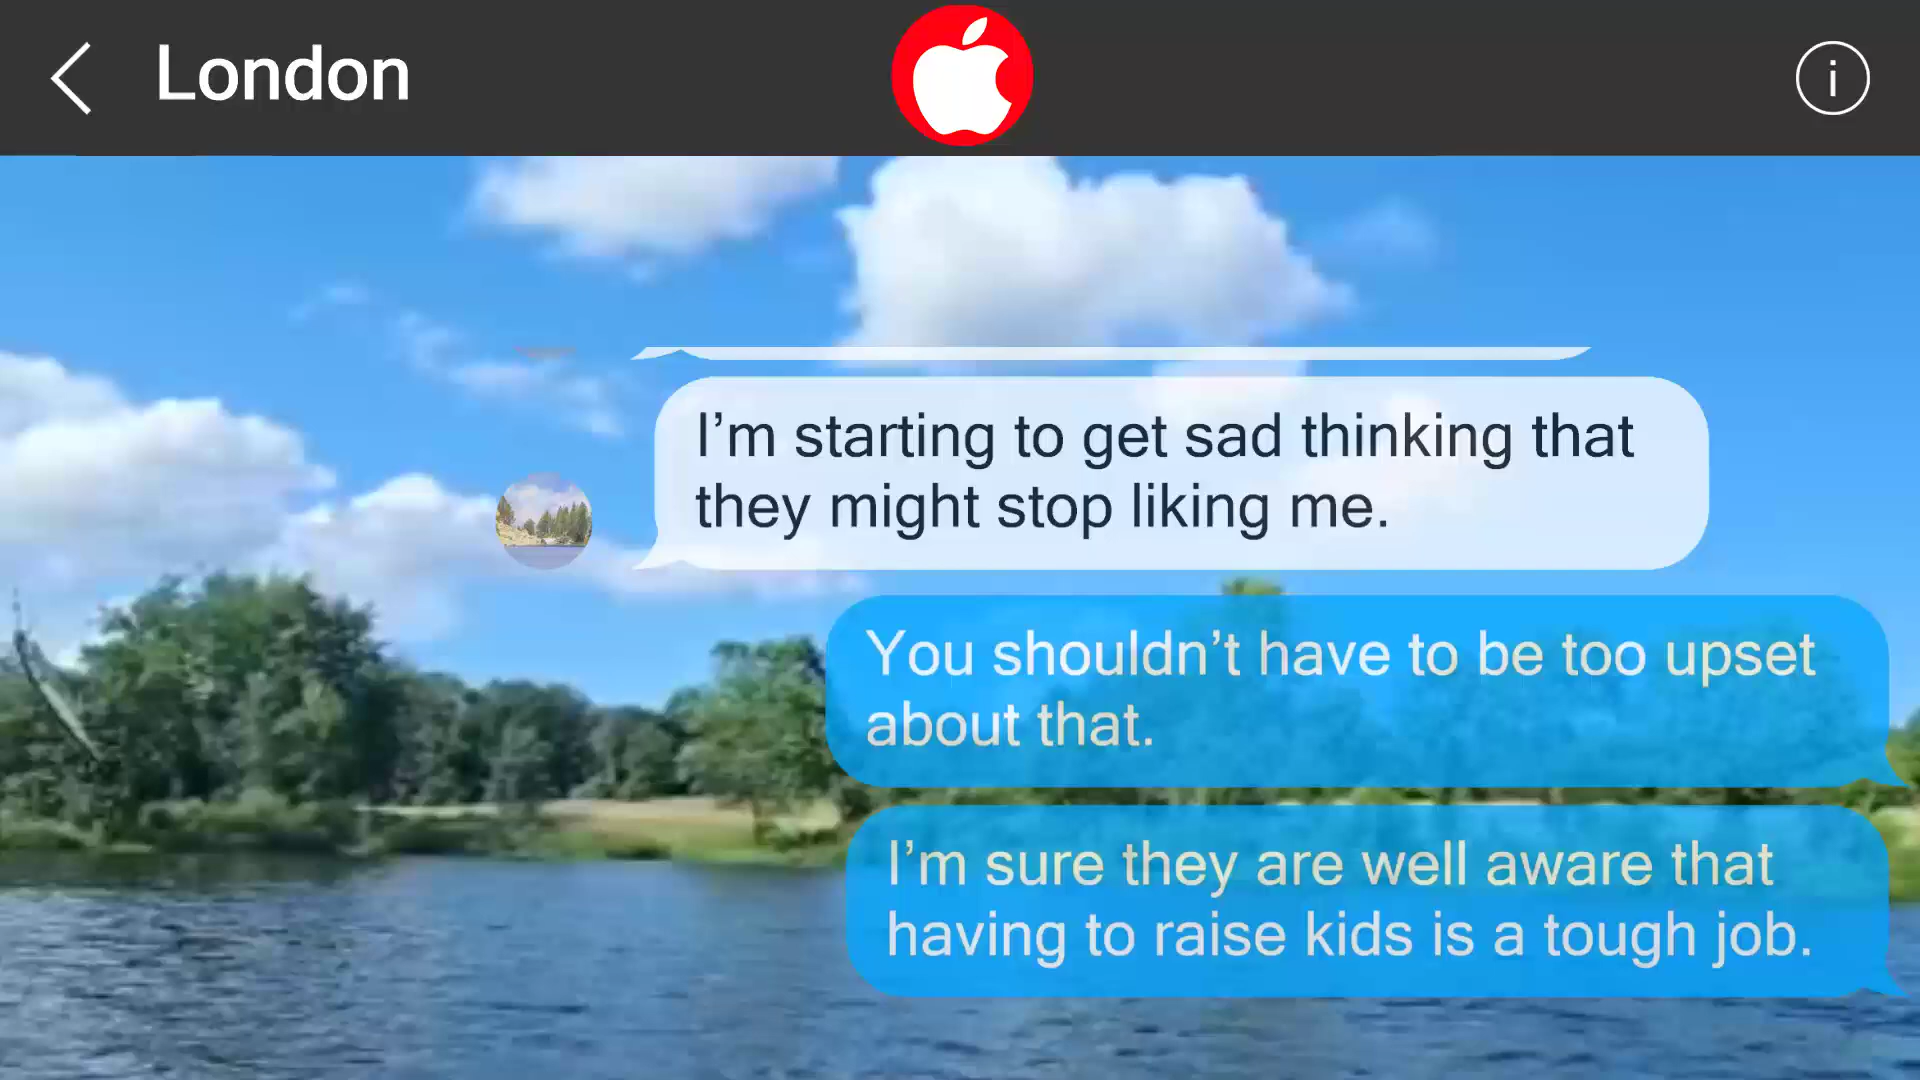 London
I’m starting to get sad thinking that
they might stop liking me.
You shouldn’t have to be too upset
about that.
I’m sure they are well aware that
having to raise kids is a tough job.